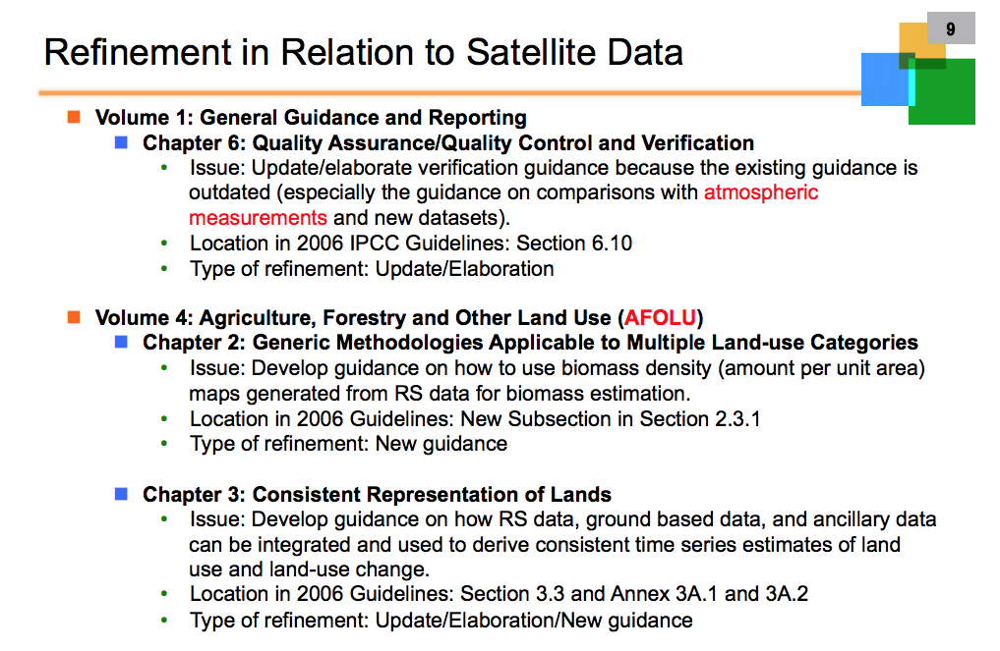 9
Refinement in Relation to Satellite Data
Volume 1: General Guidance and Reporting
Chapter 6: Quality Assurance/Quality Control and Verification
• Issue: Update/elaborate verification guidance because the existing guidance is
outdated (especially the guidance on comparisons with atmospheric
measurements and new datasets).
• Location in 2006 IPCC Guidelines: Section 6.10
• Type of refinement: Update/Elaboration
Volume 4: Agriculture, Forestry and Other Land Use (AFOLU)
Chapter 2: Generic Methodologies Applicable to Multiple Land-use Categories
• Issue: Develop guidance on how to use biomass density (amount per unit area)
maps generated from RS data for biomass estimation.
• Location in 2006 Guidelines: New Subsection in Section 2.3.1
• Type of refinement: New guidance
Chapter 3: Consistent Representation of Lands
• Issue: Develop guidance on how RS data, ground based data, and ancillary data
can be integrated and used to derive consistent time series estimates of land
use and land-use change.
• Location in 2006 Guidelines: Section 3.3 and Annex 3A.1 and 3A.2
• Type of refinement: Update/Elaboration/New guidance